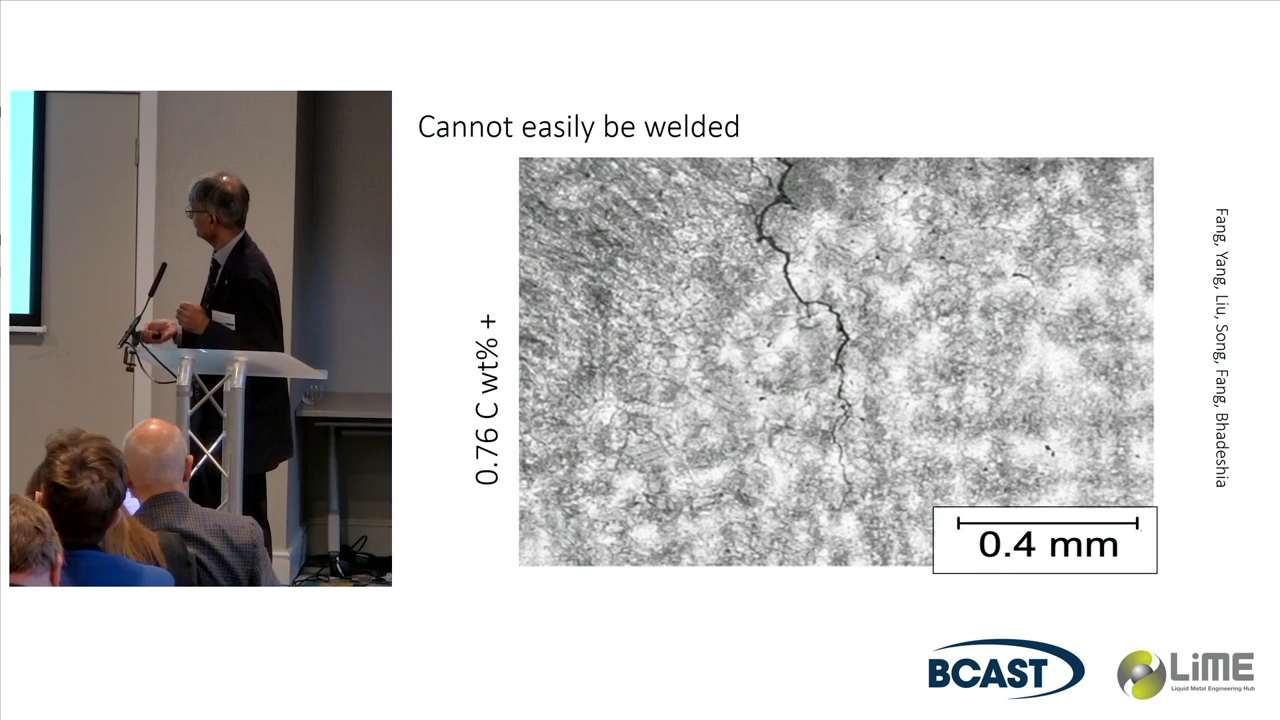 Cannot easily be welded
0.76 C wt% +
Fang, Yang, Liu, Song, Fang, Bhadeshia
0.4 mm
BCAST
LiME
Liquid Metal Engineering Hub